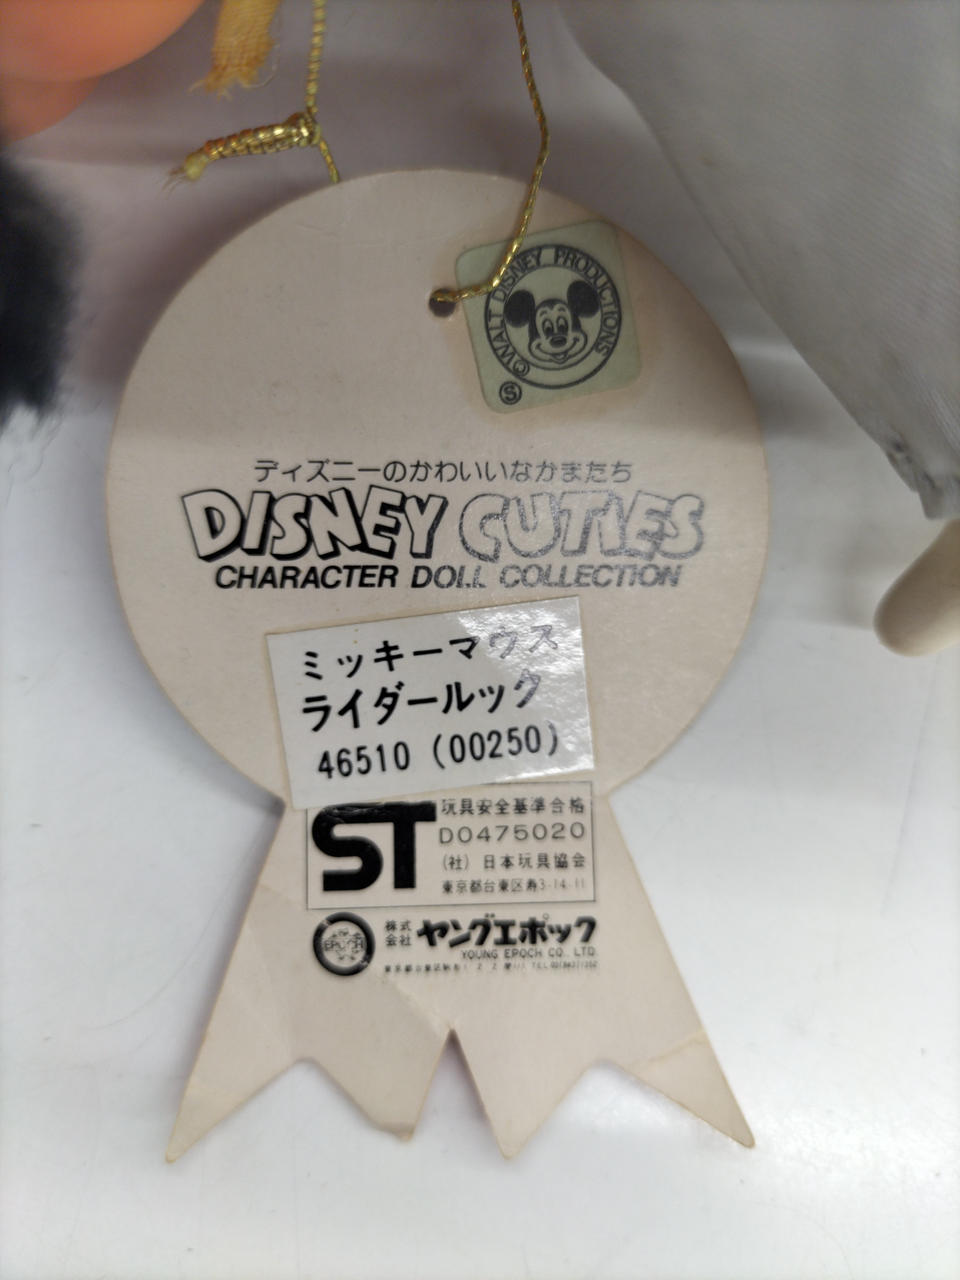 ©WALT DISNEY PRODUCTIONS
Ⓢ
ディズニーのかわいいなかまたち
DISNEY CUTIES
CHARACTER DOLL COLLECTION
ミッキーマウス
ライダールック
46510 (00250)
ST
玩具安全基準合格
D0475020
(社) 日本玩具協会
東京都台東区寿3-14-11
EPOCH
株式会社 ヤングエポック
YOUNG EPOCH CO., LTD.